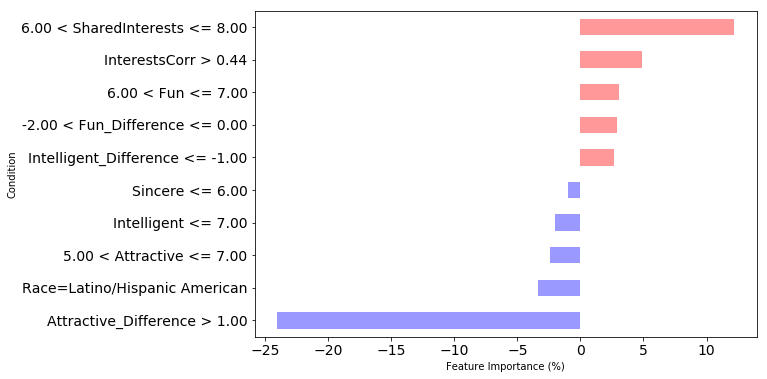 6.00 < SharedInterests <= 8.00
InterestsCorr > 0.44
6.00 < Fun <= 7.00
-2.00 < Fun_Difference <= 0.00
Intelligent_Difference <= -1.00
Sincere <= 6.00
Intelligent <= 7.00
5.00 < Attractive <= 7.00
Race=Latino/Hispanic American
Attractive_Difference > 1.00
Condition
−25 −20 −15 −10 −5 0 5 10
Feature Importance (%)